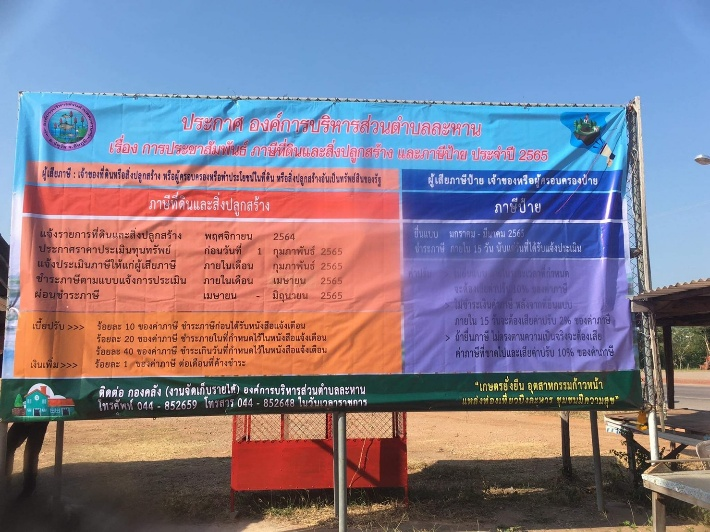 ประกาศ องค์การบริหารส่วนตำบลละหาน
เรื่อง การประชาสัมพันธ์ ภาษีที่ดินและสิ่งปลูกสร้าง และภาษีป้าย ประจำปี 2565
ผู้เสียภาษี : เจ้าของที่ดินหรือสิ่งปลูกสร้าง หรือผู้ครอบครองหรือทำประโยชน์ในที่ดิน หรือสิ่งปลูกสร้างอันเป็นทรัพย์สินของรัฐ
ภาษีที่ดินและสิ่งปลูกสร้าง
แจ้งรายการที่ดินและสิ่งปลูกสร้าง พฤศจิกายน 2564
ประกาศราคาประเมินทุนทรัพย์ ก่อนวันที่ 1 กุมภาพันธ์ 2565
แจ้งประเมินภาษีให้แก่ผู้เสียภาษี ภายในเดือน กุมภาพันธ์ 2565
ชำระภาษีตามแบบแจ้งการประเมิน ภายในเดือน เมษายน 2565
ผ่อนชำระภาษี เมษายน - มิถุนายน 2565
เบี้ยปรับ >>> ร้อยละ 10 ของค่าภาษี ชำระภาษีก่อนได้รับหนังสือแจ้งเตือน
ร้อยละ 20 ของค่าภาษี ชำระภายในที่กำหนดไว้ในหนังสือแจ้งเตือน
ร้อยละ 40 ของค่าภาษี ชำระเกินวันที่กำหนดไว้ในหนังสือแจ้งเตือน
เงินเพิ่ม>>> ร้อยละ 1 ของค่าภาษี ต่อเดือนที่ค้างชำระ
ผู้เสียภาษีป้าย เจ้าของหรือผู้ครอบครองป้าย
ภาษีป้าย
ยื่นแบบ มกราคม - มีนาคม 2565
ชำระภาษี ภายใน 15 วัน นับแต่วันที่ได้รับแจ้งประเมิน
จะต้องเสียค่าปรับ 10% ของค่าภาษี
ภายใน 15 วันจะต้องเสียค่าปรับ 2% ของค่าภาษี
> ถ้ายื่นภาษี ไม่ตรงตามความเป็นจริงจะต้องเสีย
ค่าภาษีที่ขาดไปและเสียค่าปรับ 10% ของค่าภาษี
ติดต่อ กองคลัง (งานจัดเก็บรายได้) องค์การบริหารส่วนตำบลละหาน
โทรศัพท์ 044 - 852659 โทรสาร 044 - 852648 ในวันเวลาราชการ
"เกษตรยั่งยืน อุตสาหกรรมก้าวหน้า
แหล่งท่องเที่ยวบึงละหาร ชุมชนมีความสุข"